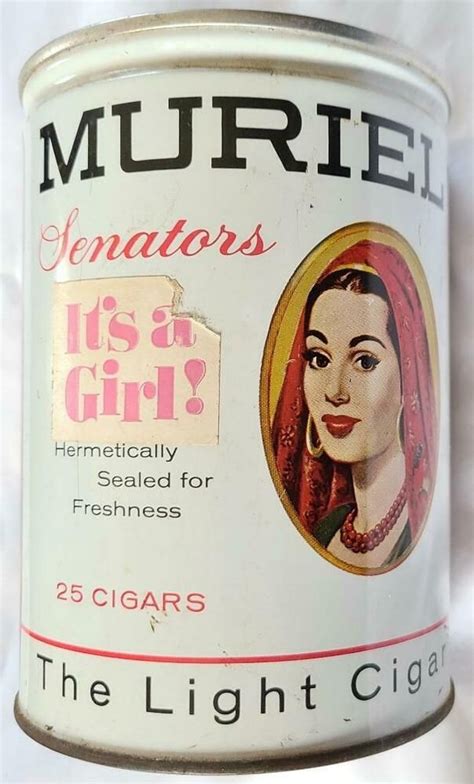 MURIEL
Senators
It's a
Girl!
Hermetically
Sealed for
Freshness
25 CIGARS
The Light Cigar